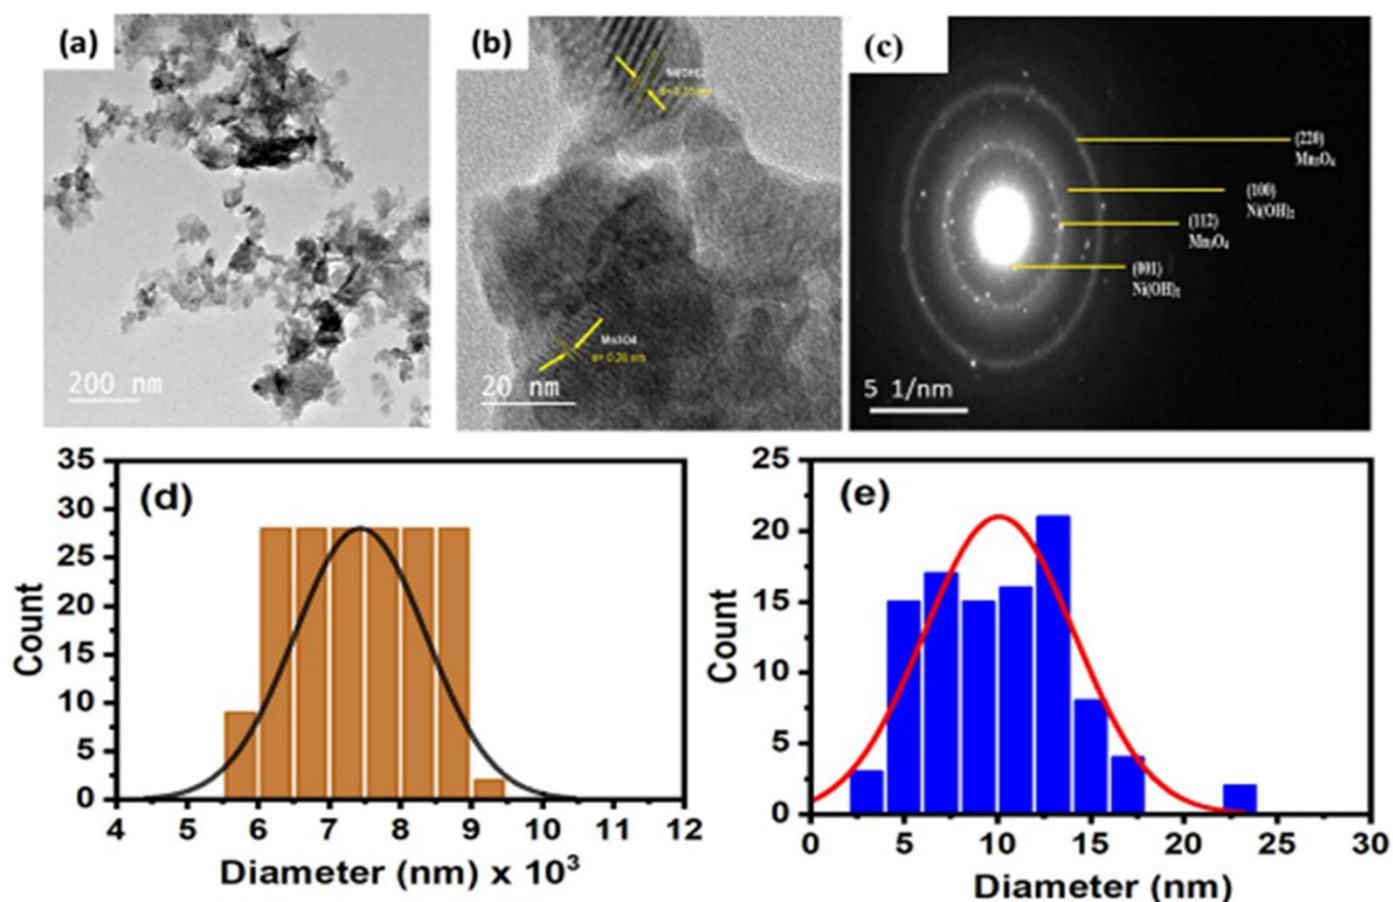 (a)
200 nm
(b)
Mn3O4
20 nm
(c)
(220)
Mn₃O₄
(100)
Ni(OH)₂
(112)
Mn₃O₄
(001)
Ni(OH)₂
5 1/nm
(d)
35
30
25
20
15
10
5
0
Count
4 5 6 7 8 9 10 11 12
Diameter (nm) x 10³
(e)
25
20
15
10
5
0
Count
0 5 10 15 20 25 30
Diameter (nm)